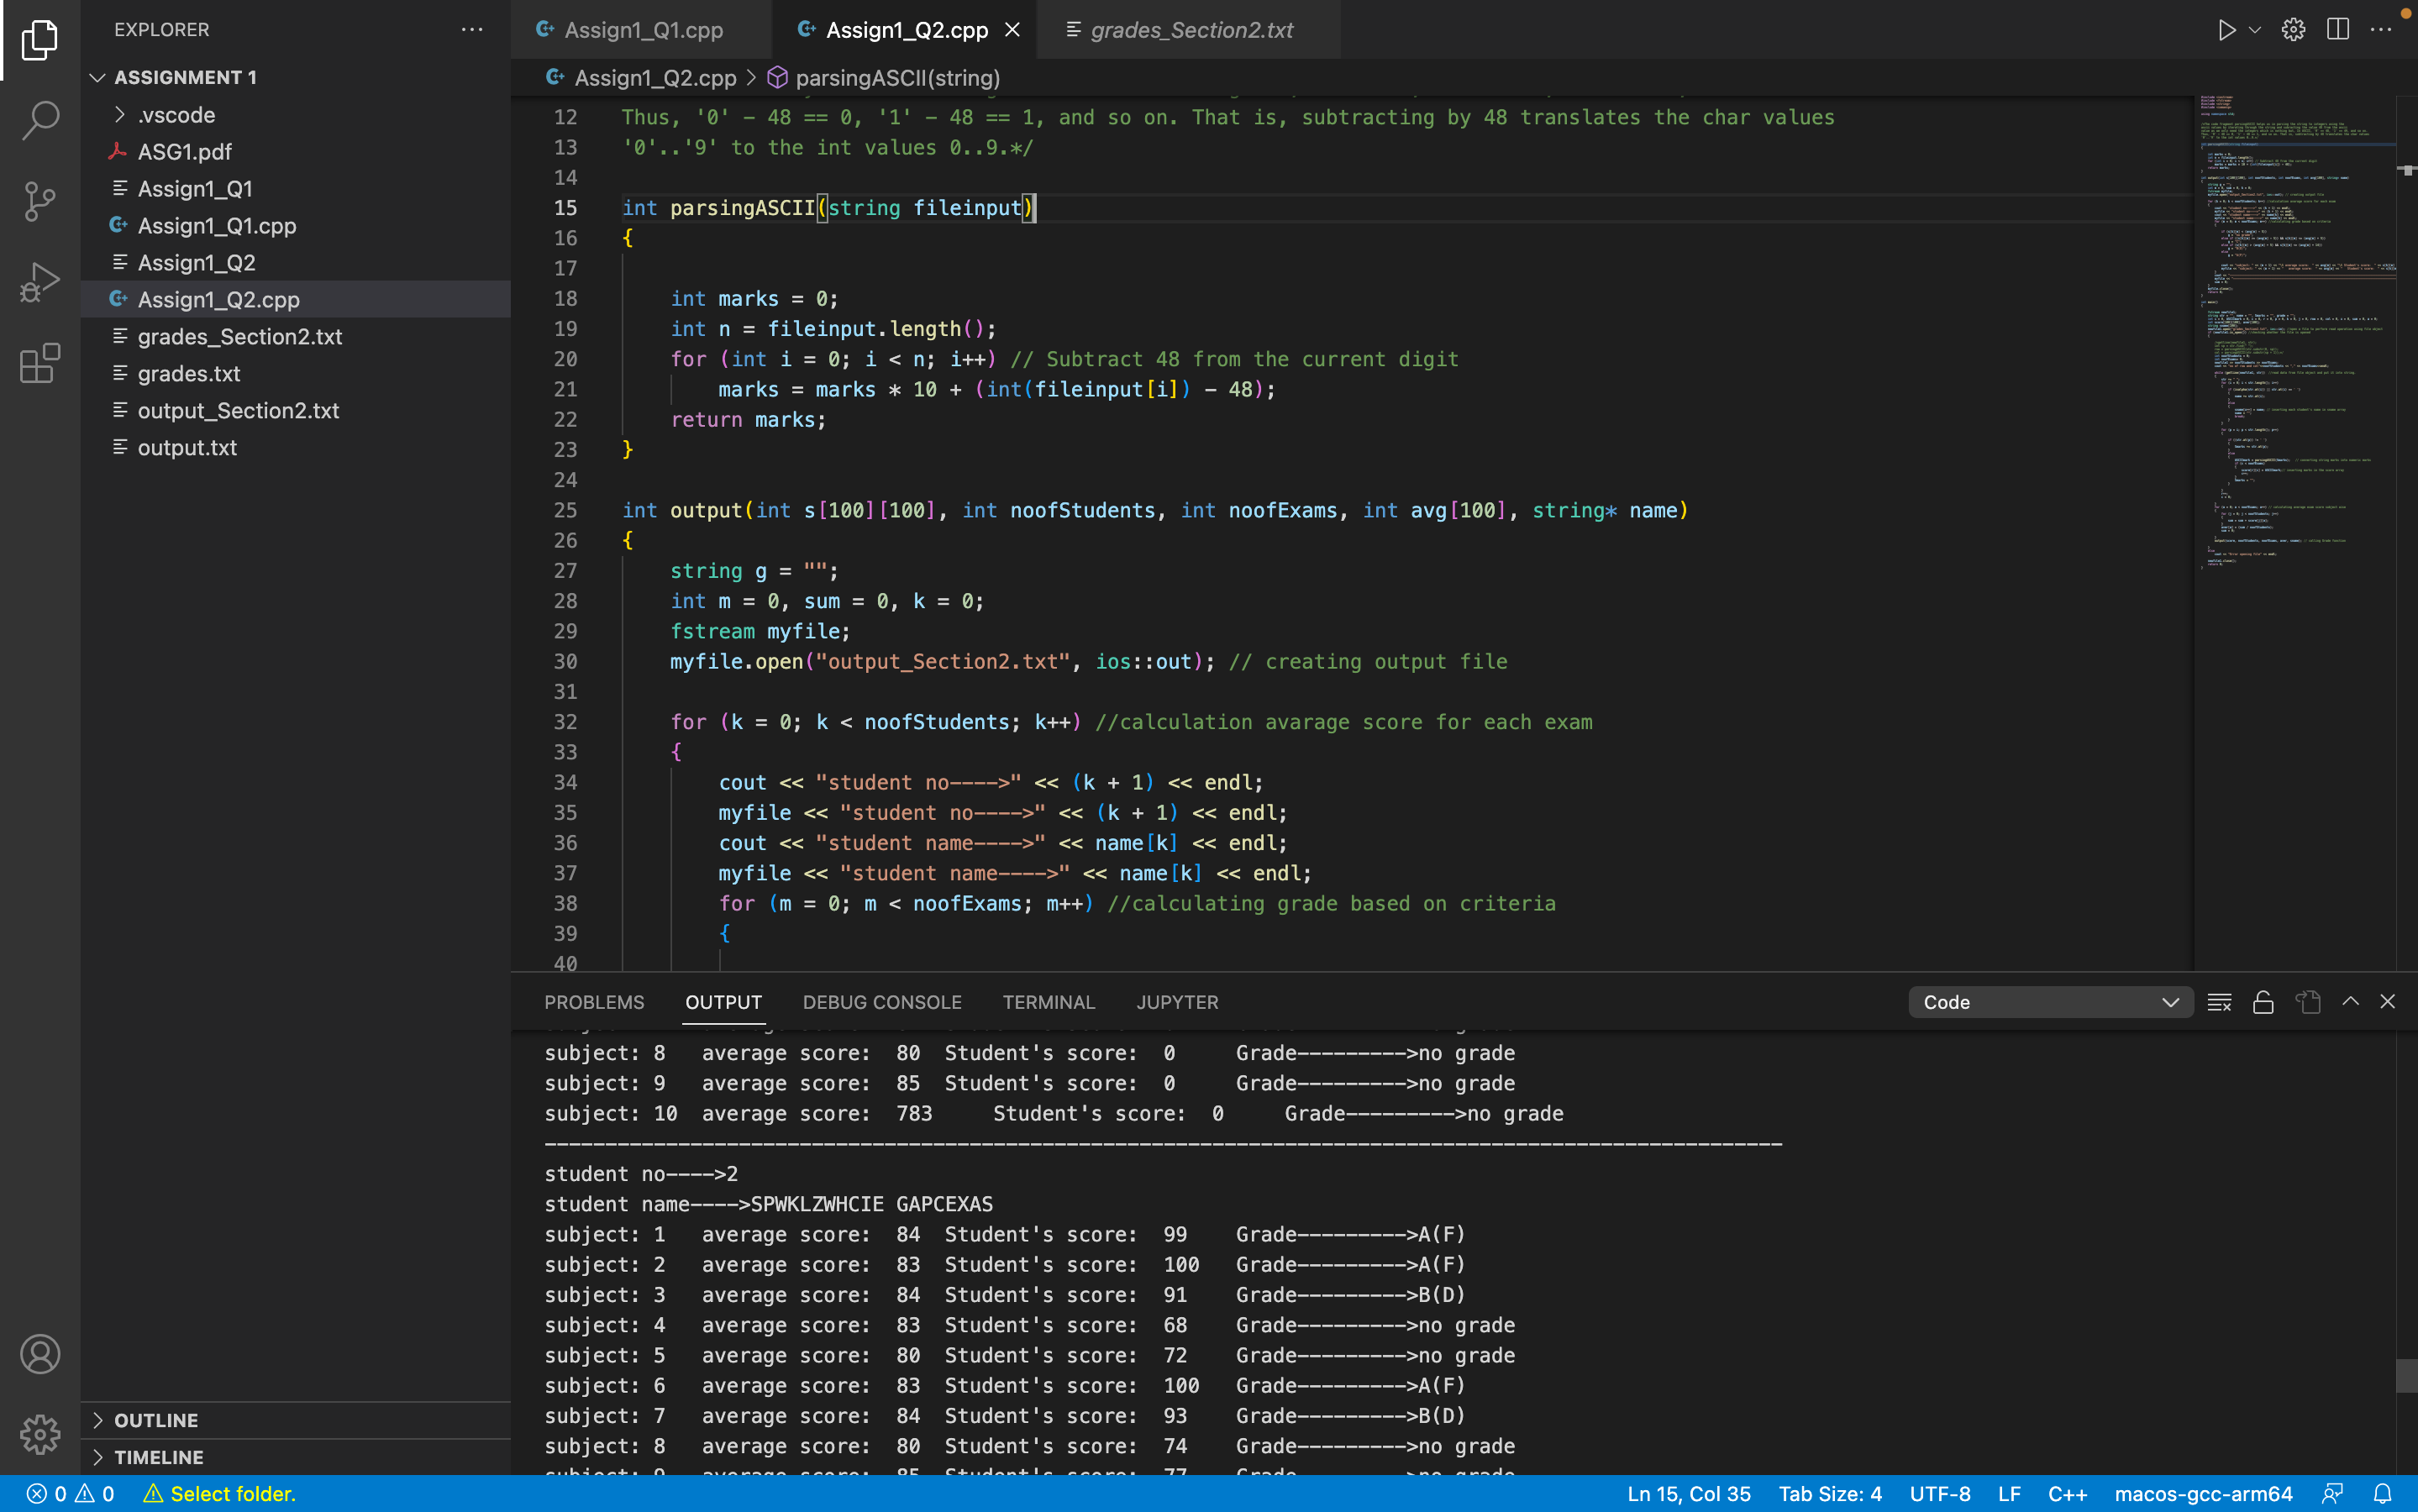 EXPLORER
ASSIGNMENT 1
.vscode
ASG1.pdf
Assign1_Q1
Assign1_Q1.cpp
Assign1_Q2
Assign1_Q2.cpp
grades_Section2.txt
grades.txt
output_Section2.txt
output.txt
OUTLINE
TIMELINE
Assign1_Q1.cpp
Assign1_Q2.cpp
grades_Section2.txt
Assign1_Q2.cpp > parsingASCII(string)
12 Thus, '0' - 48 == 0, '1' - 48 == 1, and so on. That is, subtracting by 48 translates the char values
13 '0'..'9' to the int values 0..9.*/
14
15 int parsingASCII(string fileinput)
16 {
17
18 int marks = 0;
19 int n = fileinput.length();
20 for (int i = 0; i < n; i++) // Subtract 48 from the current digit
21 marks = marks * 10 + (int(fileinput[i]) - 48);
22 return marks;
23 }
24
25 int output(int s[100][100], int noofStudents, int noofExams, int avg[100], string* name)
26 {
27 string g = "";
28 int m = 0, sum = 0, k = 0;
29 fstream myfile;
30 myfile.open("output_Section2.txt", ios::out); // creating output file
31
32 for (k = 0; k < noofStudents; k++) //calculation avarage score for each exam
33 {
34 cout << "student no---->" << (k + 1) << endl;
35 myfile << "student no---->" << (k + 1) << endl;
36 cout << "student name---->" << name[k] << endl;
37 myfile << "student name---->" << name[k] << endl;
38 for (m = 0; m < noofExams; m++) //calculating grade based on criteria
39 {
40
PROBLEMS OUTPUT DEBUG CONSOLE TERMINAL JUPYTER Code
subject: 8 average score: 80 Student's score: 0 Grade--------->no grade
subject: 9 average score: 85 Student's score: 0 Grade--------->no grade
subject: 10 average score: 783 Student's score: 0 Grade--------->no grade
------------------------------------------------------------------------------------------------------
student no---->2
student name---->SPWKLZWHCIE GAPCEXAS
subject: 1 average score: 84 Student's score: 99 Grade--------->A(F)
subject: 2 average score: 83 Student's score: 100 Grade--------->A(F)
subject: 3 average score: 84 Student's score: 91 Grade--------->B(D)
subject: 4 average score: 83 Student's score: 68 Grade--------->no grade
subject: 5 average score: 80 Student's score: 72 Grade--------->no grade
subject: 6 average score: 83 Student's score: 100 Grade--------->A(F)
subject: 7 average score: 84 Student's score: 93 Grade--------->B(D)
subject: 8 average score: 80 Student's score: 74 Grade--------->no grade
0 0 Select folder. Ln 15, Col 35 Tab Size: 4 UTF-8 LF C++ macos-gcc-arm64